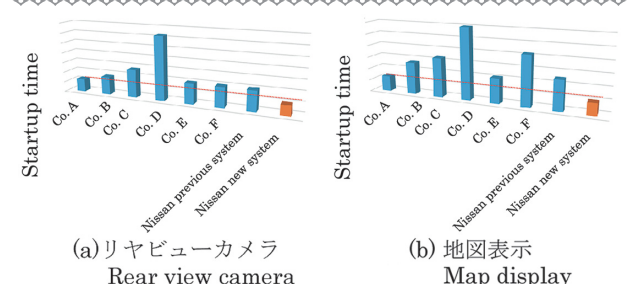 Startup time
Co. A
Co. B
Co. C
Co. D
Co. E
Co. F
Nissan previous system
Nissan new system
(a)リヤビューカメラ
Rear view camera
Startup time
Co. A
Co. B
Co. C
Co. D
Co. E
Co. F
Nissan previous system
Nissan new system
(b) 地図表示
Map display